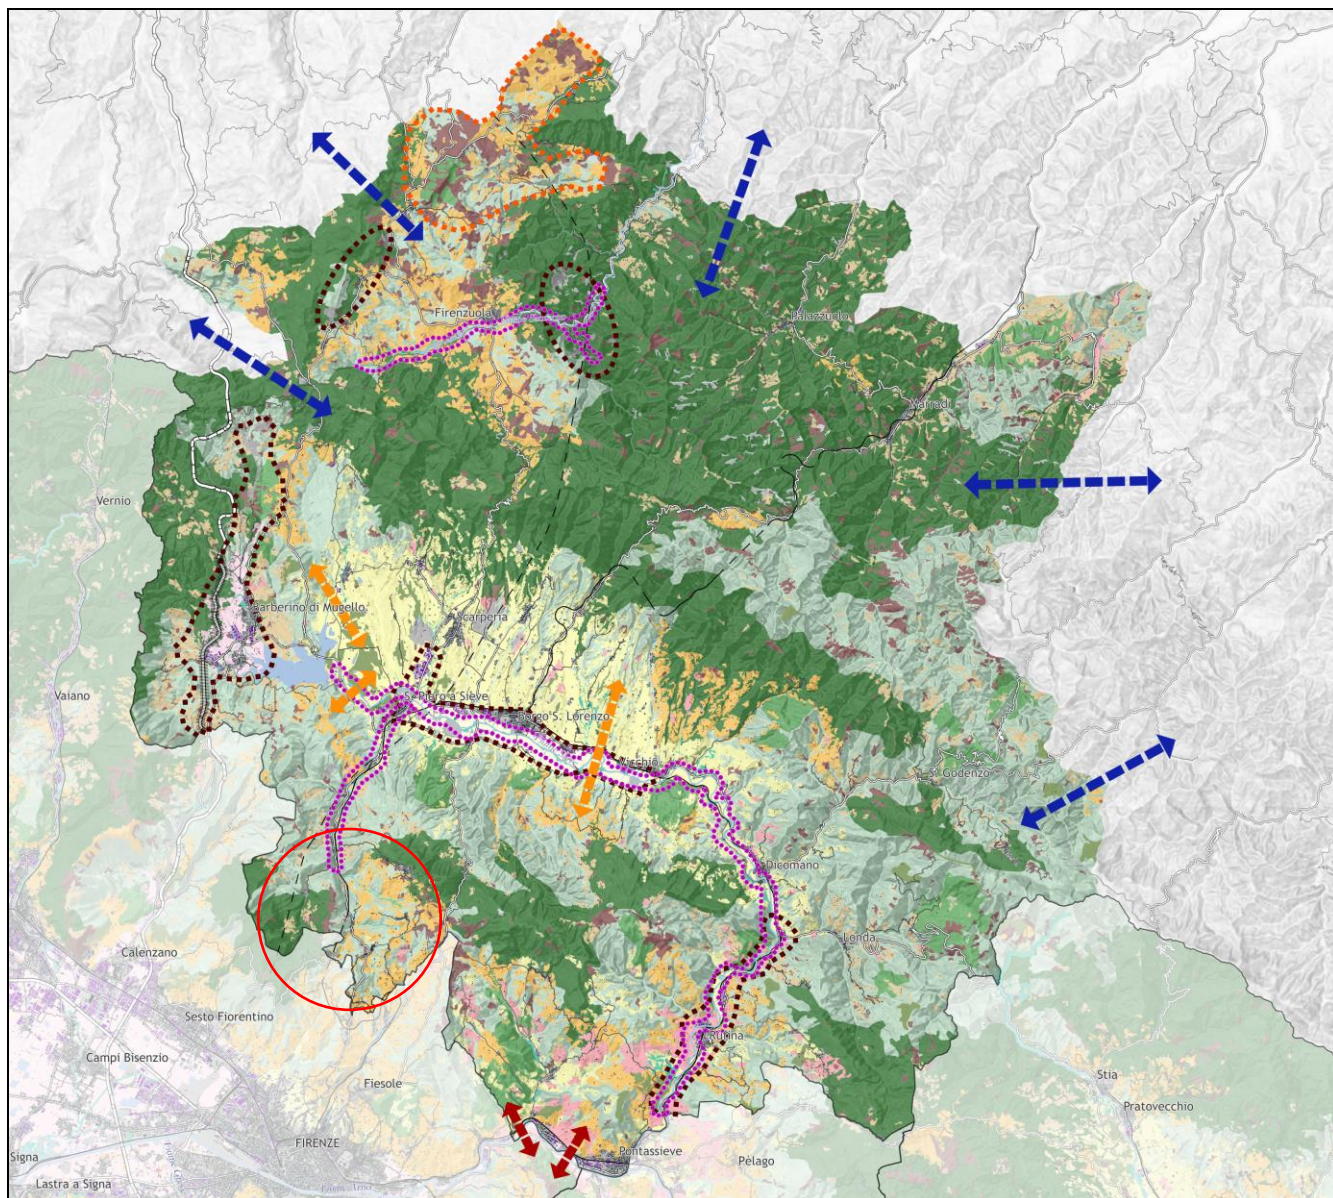 Firenzuola
Palazzuolo
Marradi
Vernio
Barberino di Mugello
Scarperia
Vaiano
S. Piero a Sieve
Borgo S. Lorenzo
Vicchio
S. Godenzo
Dicomano
Londa
Calenzano
Sesto Fiorentino
Rufina
Campi Bisenzio
Fiesole
Stia
Pratovecchio
FIRENZE
Pontassieve
Pèlago
Signa
Lastra a Signa